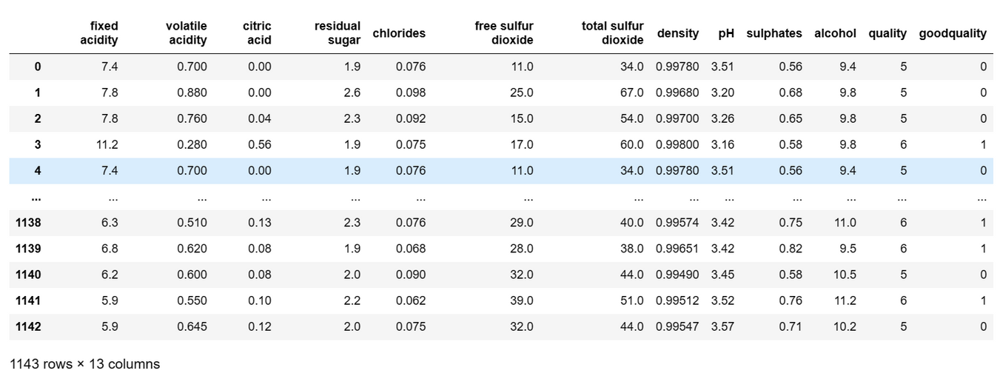 fixed acidity volatile acidity citric acid residual sugar chlorides free sulfur dioxide total sulfur dioxide density pH sulphates alcohol quality goodquality
0 7.4 0.700 0.00 1.9 0.076 11.0 34.0 0.99780 3.51 0.56 9.4 5 0
1 7.8 0.880 0.00 2.6 0.098 25.0 67.0 0.99680 3.20 0.68 9.8 5 0
2 7.8 0.760 0.04 2.3 0.092 15.0 54.0 0.99700 3.26 0.65 9.8 5 0
3 11.2 0.280 0.56 1.9 0.075 17.0 60.0 0.99800 3.16 0.58 9.8 6 1
4 7.4 0.700 0.00 1.9 0.076 11.0 34.0 0.99780 3.51 0.56 9.4 5 0
... ... ... ... ... ... ... ... ... ... ... ... ... ...
1138 6.3 0.510 0.13 2.3 0.076 29.0 40.0 0.99574 3.42 0.75 11.0 6 1
1139 6.8 0.620 0.08 1.9 0.068 28.0 38.0 0.99651 3.42 0.82 9.5 6 1
1140 6.2 0.600 0.08 2.0 0.090 32.0 44.0 0.99490 3.45 0.58 10.5 5 0
1141 5.9 0.550 0.10 2.2 0.062 39.0 51.0 0.99512 3.52 0.76 11.2 6 1
1142 5.9 0.645 0.12 2.0 0.075 32.0 44.0 0.99547 3.57 0.71 10.2 5 0
1143 rows × 13 columns